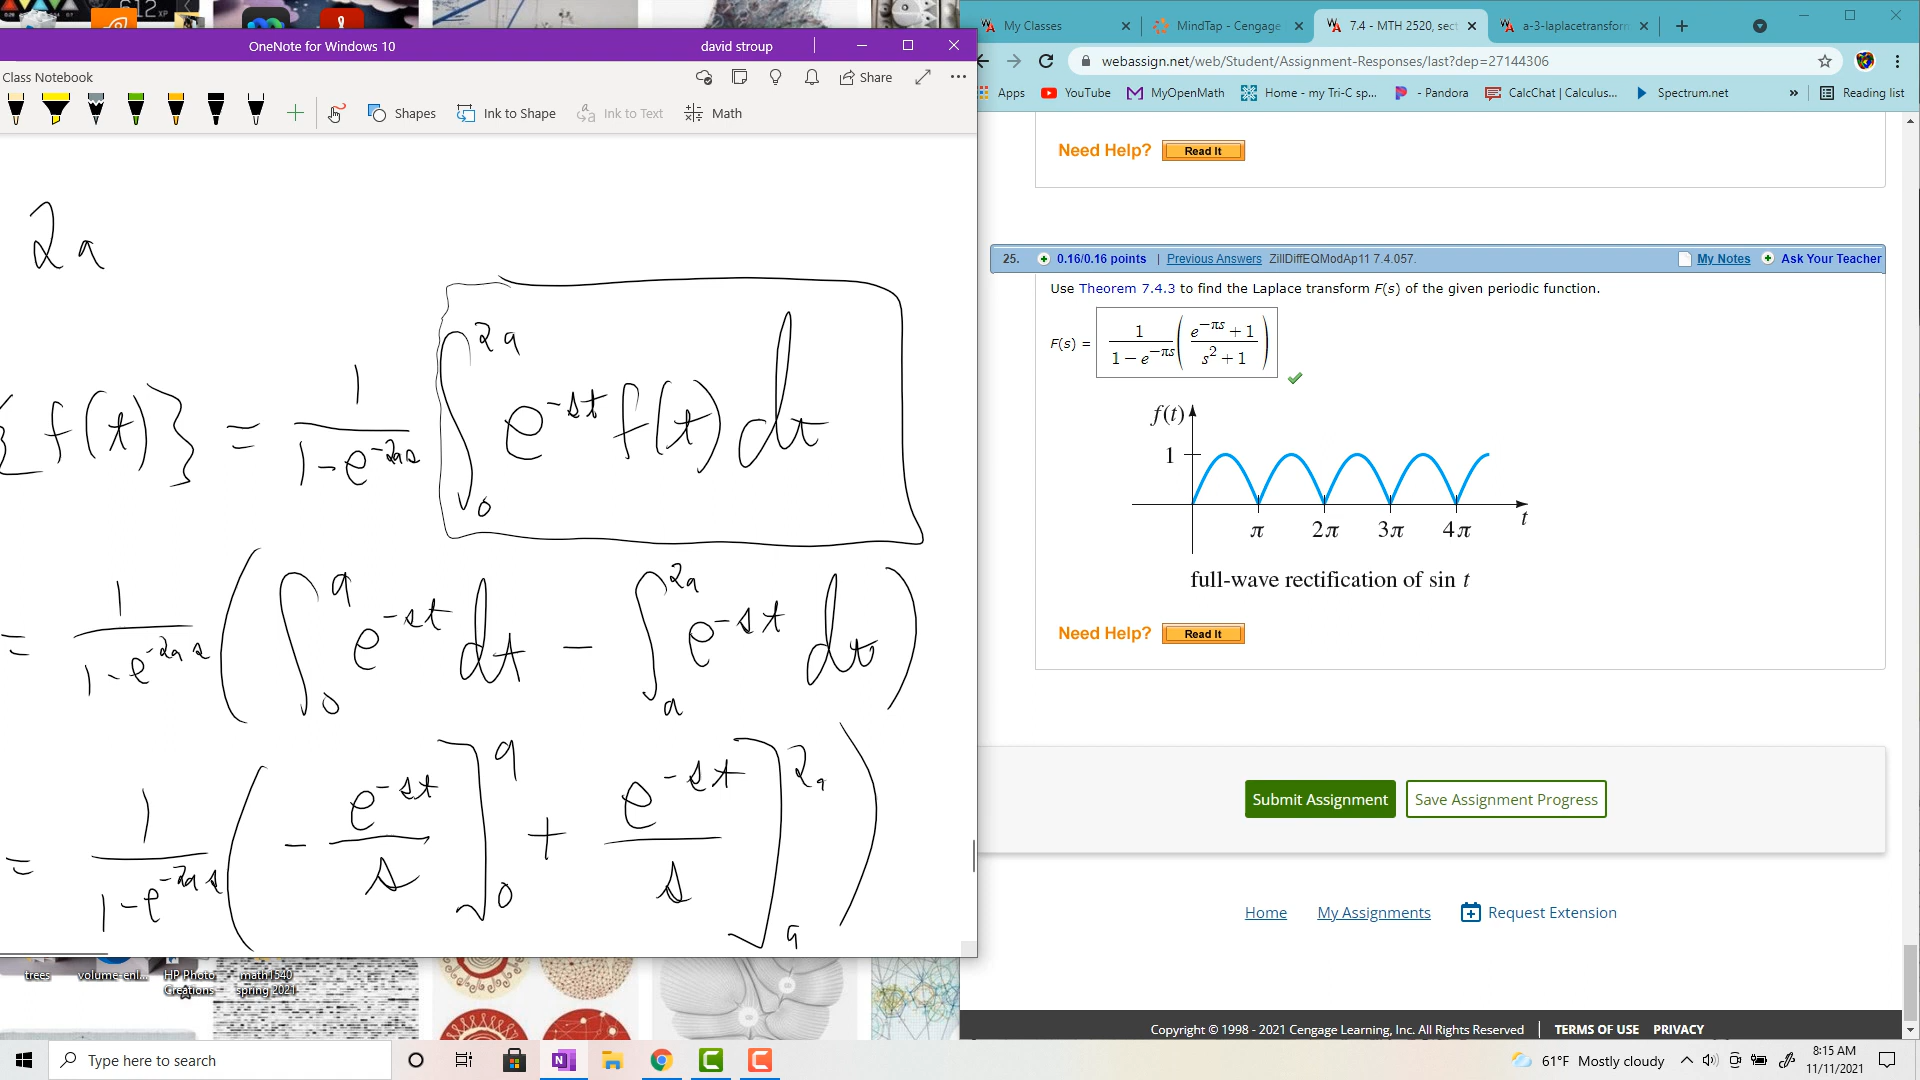 OneNote for Windows 10
david stroup
Class Notebook
Share
Shapes
Ink to Shape
Ink to Text
Math
2a
{f(t)} = 1/(1-e^{-2as}) ∫_0^{2a} e^{-st} f(t) dt
= 1/(1-e^{-2as}) ( ∫_0^a e^{-st} dt - ∫_a^{2a} e^{-st} dt )
= 1/(1-e^{-2as}) ( - e^{-st}/s ]_0^a + e^{-st}/s ]_a^{2a} )
trees
volume-enl...
HP Photo Creations
math1540 spring 2021
My Classes
MindTap - Cengage
7.4 - MTH 2520, sect
a-3-laplacetransform
webassign.net/web/Student/Assignment-Responses/last?dep=27144306
Apps
YouTube
MyOpenMath
Home - my Tri-C sp...
- Pandora
CalcChat | Calculus...
Spectrum.net
»
Reading list
Need Help? Read It
25. 0.16/0.16 points | Previous Answers ZillDiffEQModAp11 7.4.057.
My Notes
Ask Your Teacher
Use Theorem 7.4.3 to find the Laplace transform F(s) of the given periodic function.
F(s) = 1/(1 − e^{−πs}) ( (e^{−πs} + 1)/(s^2 + 1) )
f(t)
1
π 2π 3π 4π t
full-wave rectification of sin t
Need Help? Read It
Submit Assignment
Save Assignment Progress
Home
My Assignments
Request Extension
Copyright © 1998 - 2021 Cengage Learning, Inc. All Rights Reserved | TERMS OF USE PRIVACY
Type here to search
61°F Mostly cloudy
8:15 AM
11/11/2021